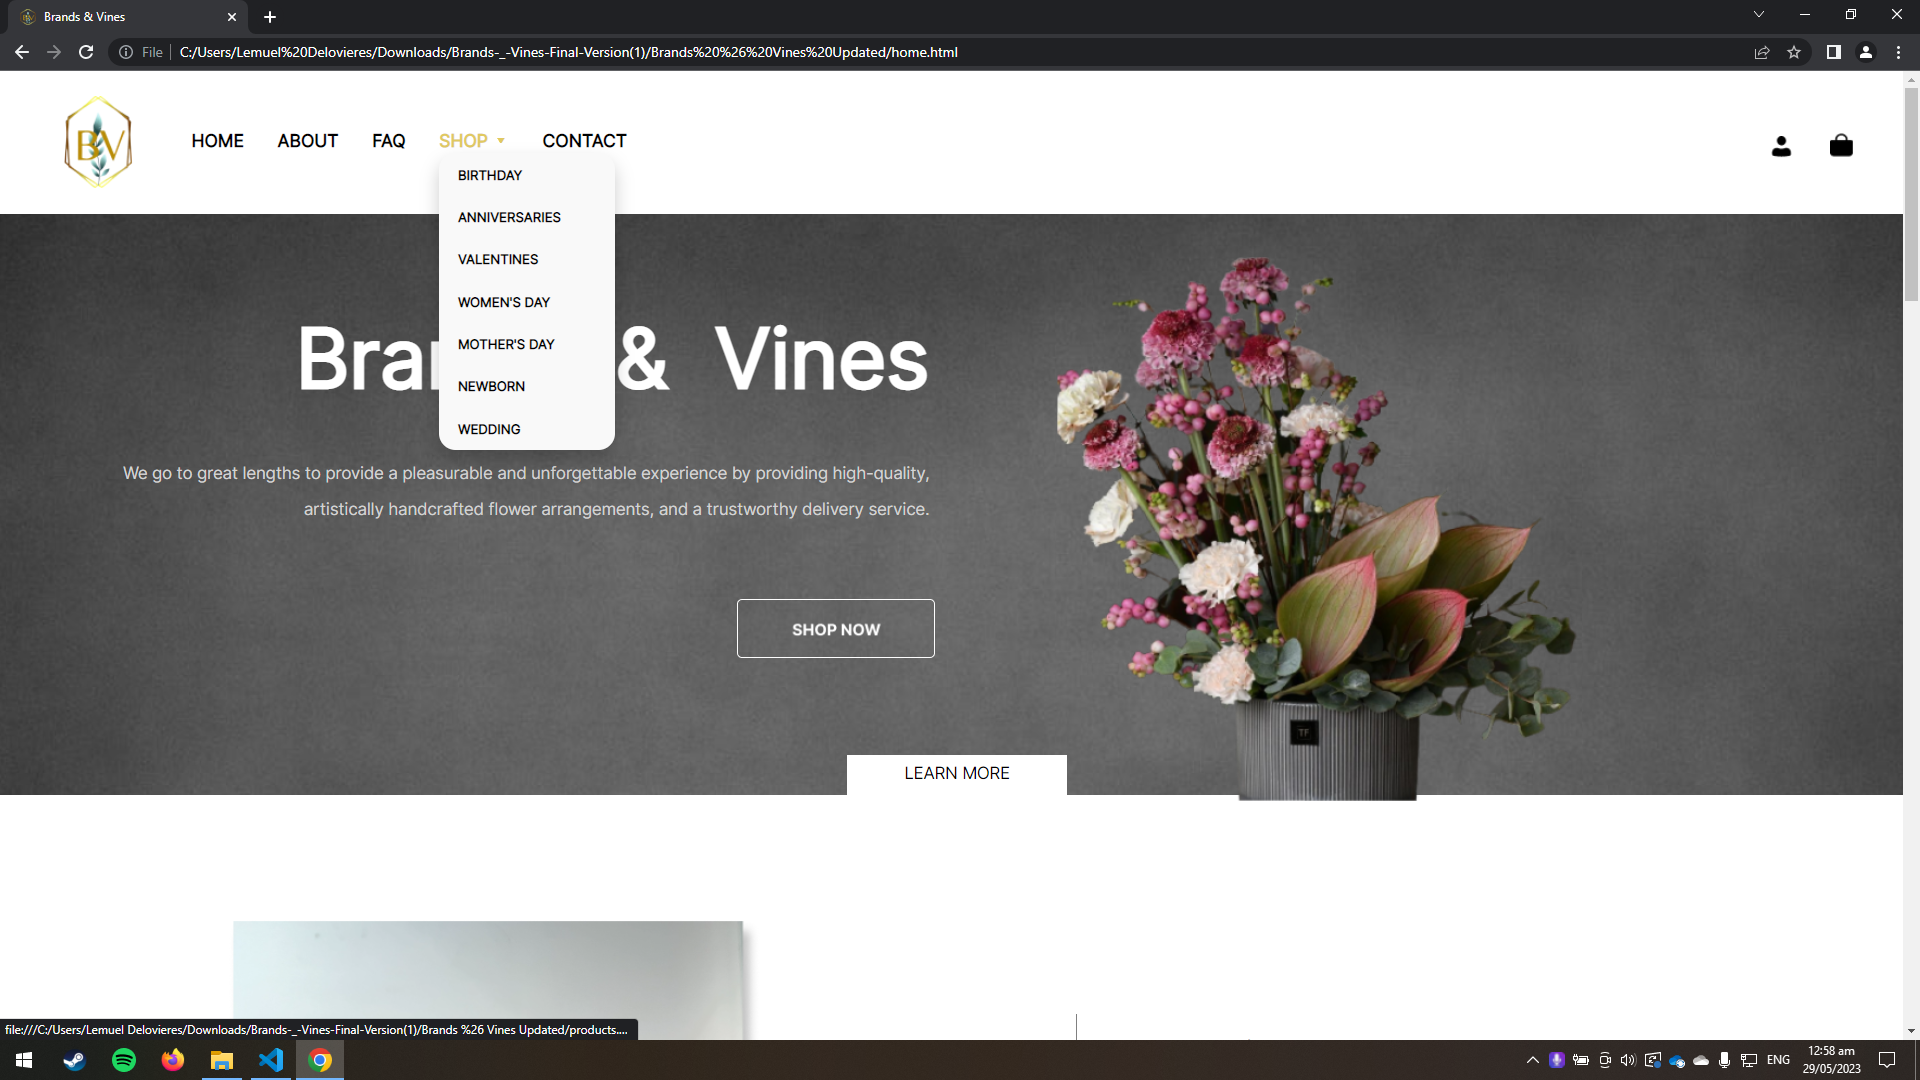 Brands & Vines
File
C:/Users/Lemuel%20Delovieres/Downloads/Brands-_-Vines-Final-Version(1)/Brands%20%26%20Vines%20Updated/home.html
BV
HOME ABOUT FAQ SHOP CONTACT
BIRTHDAY
ANNIVERSARIES
VALENTINES
WOMEN'S DAY
MOTHER'S DAY
NEWBORN
WEDDING
Bra & Vines
We go to great lengths to provide a pleasurable and unforgettable experience by providing high-quality,
artistically handcrafted flower arrangements, and a trustworthy delivery service.
SHOP NOW
TF
LEARN MORE
file:///C:/Users/Lemuel Delovieres/Downloads/Brands-_-Vines-Final-Version(1)/Brands %26 Vines Updated/products....
ENG
12:58 am
29/05/2023